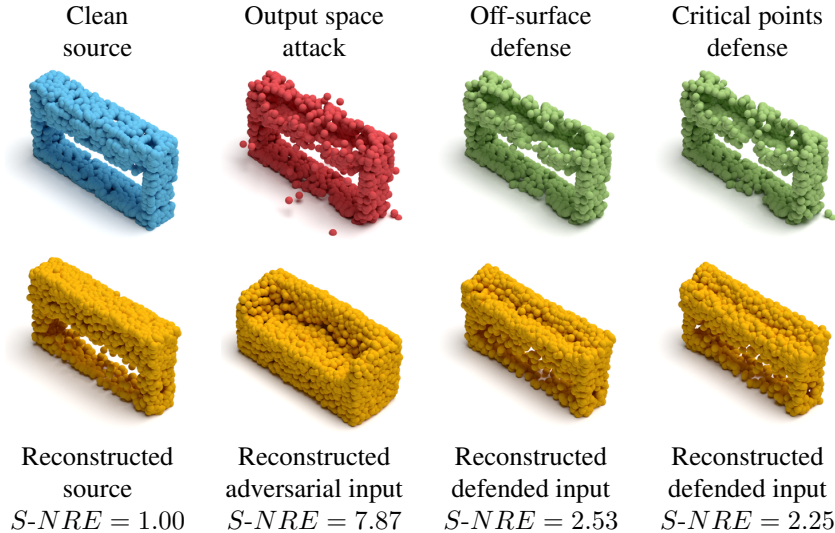 Clean
source
Output space
attack
Off-surface
defense
Critical points
defense
Reconstructed
source
S-NRE = 1.00
Reconstructed
adversarial input
S-NRE = 7.87
Reconstructed
defended input
S-NRE = 2.53
Reconstructed
defended input
S-NRE = 2.25